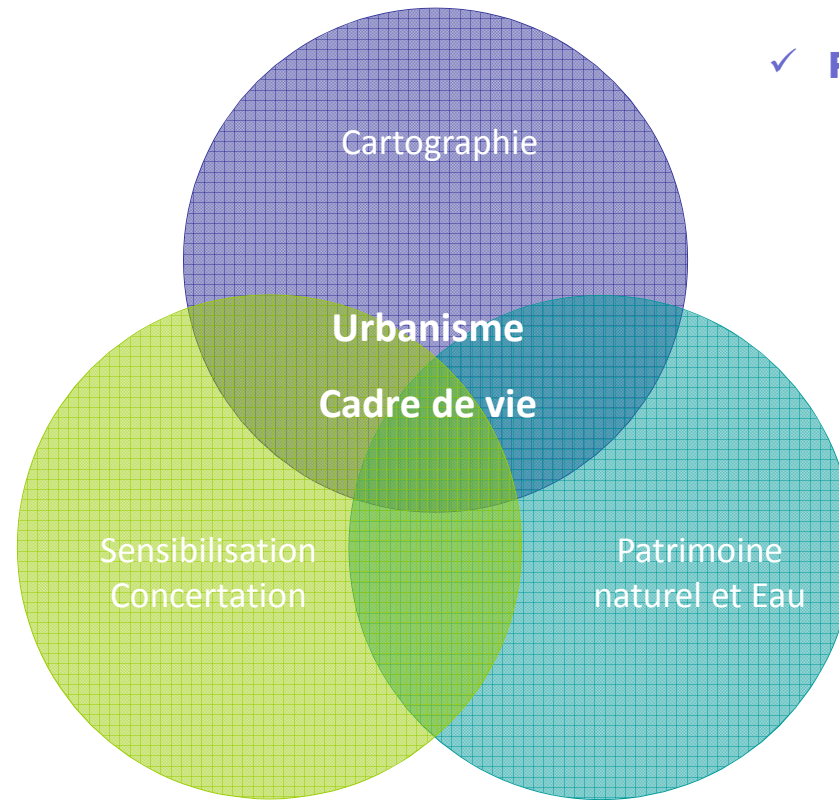 Cartographie
Urbanisme
Cadre de vie
Sensibilisation
Concertation
Patrimoine
naturel et Eau